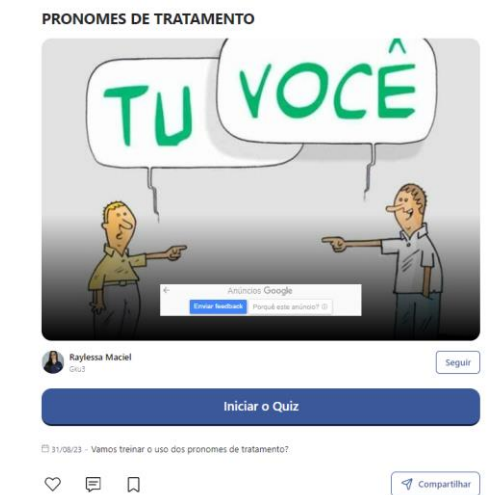 PRONOMES DE TRATAMENTO
TU
VOCÊ
Anúncios Google
Enviar feedback
Porquê este anúncio?
Raylessa Maciel
Gku3
Seguir
Iniciar o Quiz
31/08/23 - Vamos treinar o uso dos pronomes de tratamento?
Compartilhar